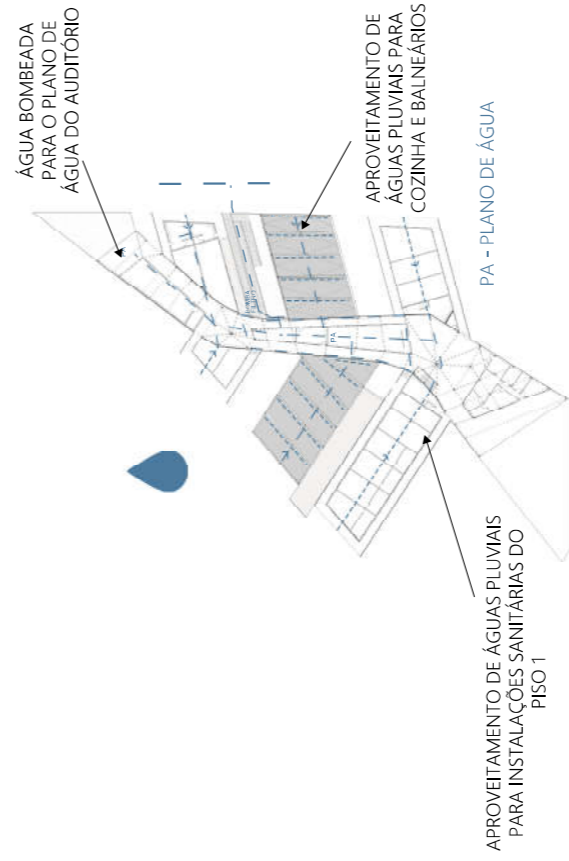 ÁGUA BOMBEADA
PARA O PLANO DE
ÁGUA DO AUDITÓRIO
APROVEITAMENTO DE
ÁGUAS PLUVIAIS PARA
COZINHA E BALNEÁRIOS
PA - PLANO DE ÁGUA
PA
APROVEITAMENTO DE ÁGUAS PLUVIAIS
PARA INSTALAÇÕES SANITÁRIAS DO
PISO 1